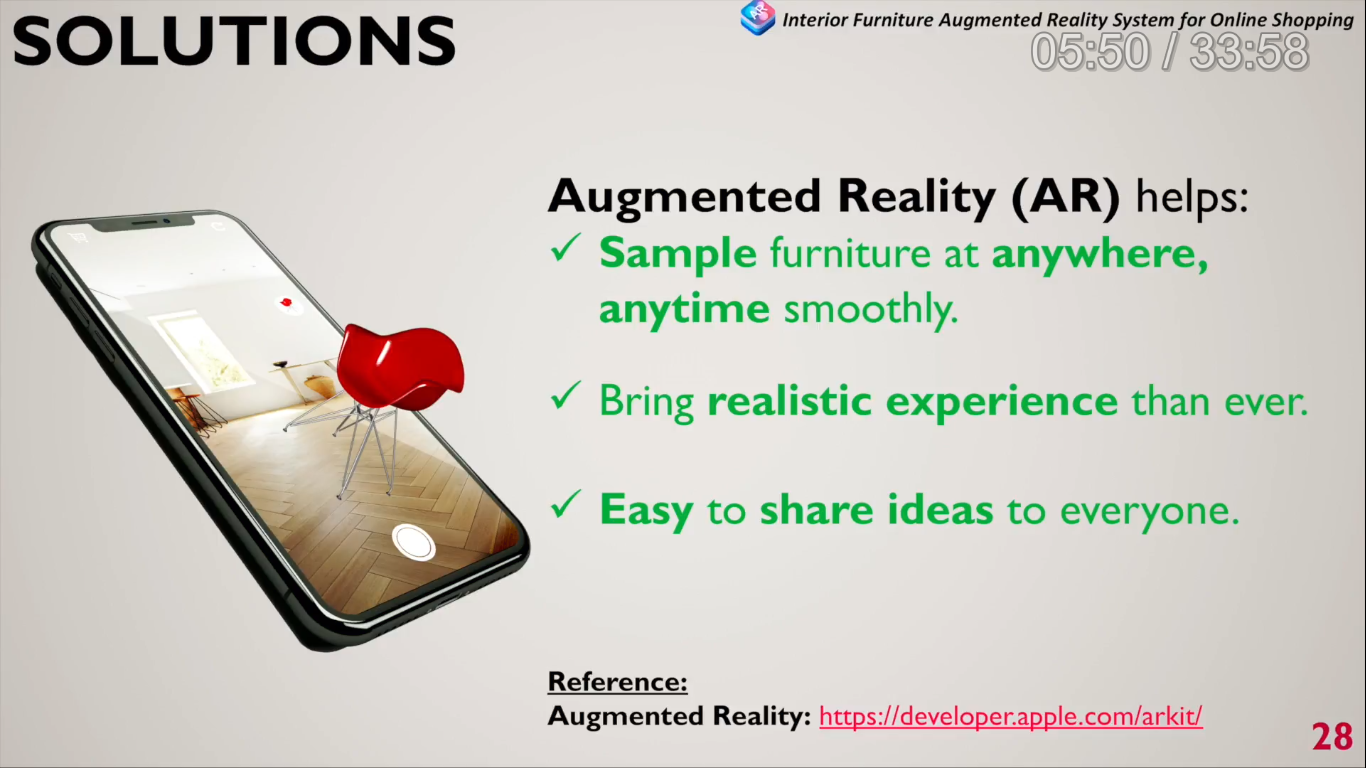 SOLUTIONS
AR
Interior Furniture Augmented Reality System for Online Shopping
05:50 / 33:58
Augmented Reality (AR) helps:
✓ Sample furniture at anywhere,
anytime smoothly.
✓ Bring realistic experience than ever.
✓ Easy to share ideas to everyone.
Reference:
Augmented Reality: https://developer.apple.com/arkit/
28